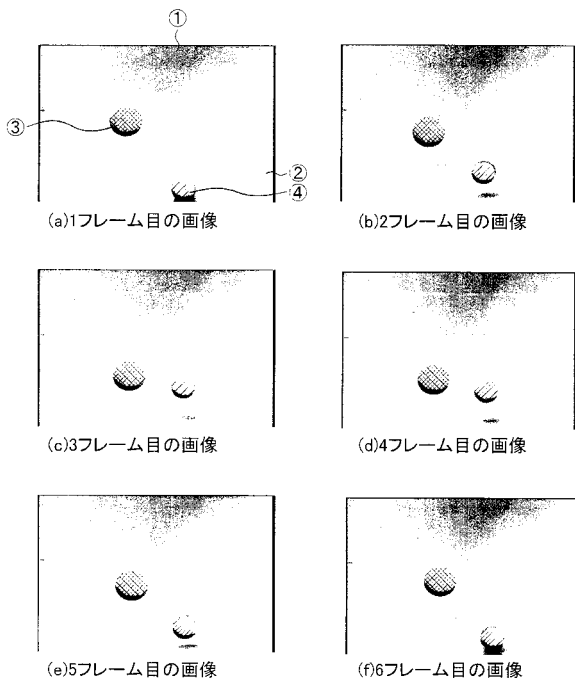 ①
③
②
④
(a)1フレーム目の画像
(b)2フレーム目の画像
(c)3フレーム目の画像
(d)4フレーム目の画像
(e)5フレーム目の画像
(f)6フレーム目の画像